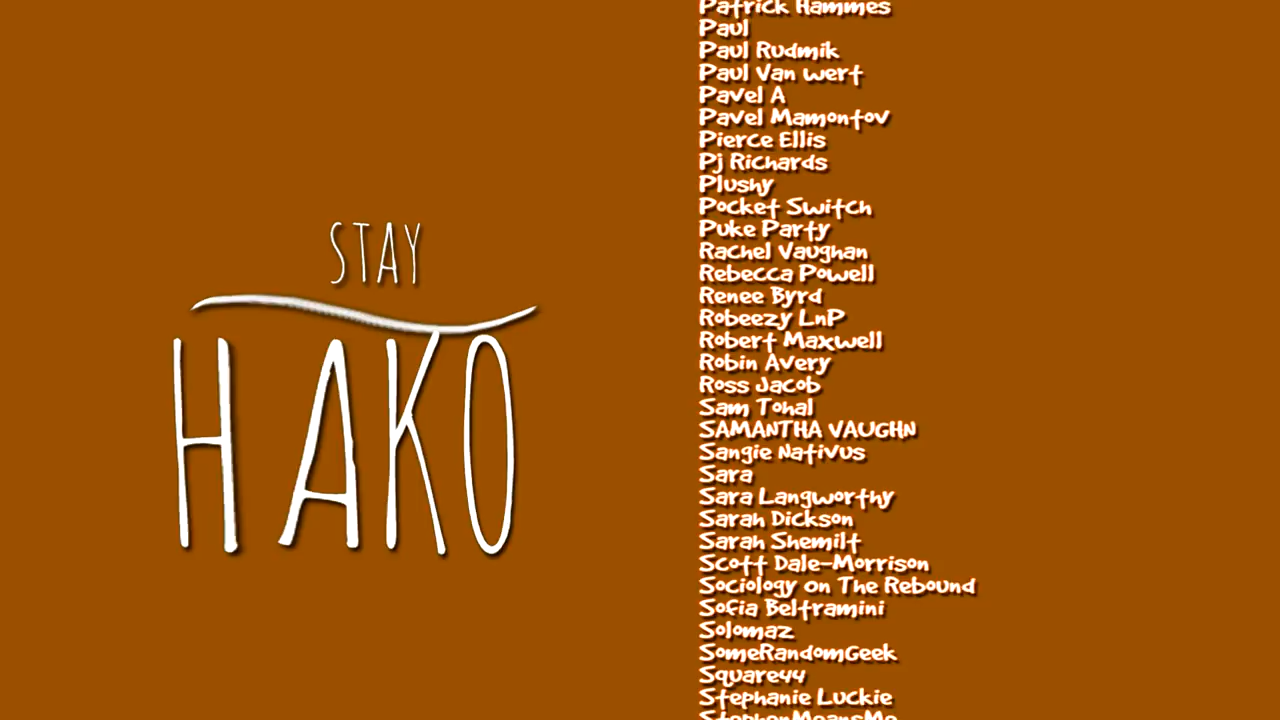 STAY
HAKO
Patrick Hammes
Paul
Paul Rudmik
Paul Van wert
Pavel A
Pavel Mamontov
Pierce Ellis
Pj Richards
Plushy
Pocket Switch
Puke Party
Rachel Vaughan
Rebecca Powell
Renee Byrd
Robeezy LnP
Robert Maxwell
Robin Avery
Ross Jacob
Sam Tohal
SAMANTHA VAUGHN
Sangie Nativus
Sara
Sara Langworthy
Sarah Dickson
Sarah Shemilt
Scott Dale-Morrison
Sociology on The Rebound
Sofia Beltramini
Solomaz
SomeRandomGeek
Square44
Stephanie Luckie
StephenMeansMe